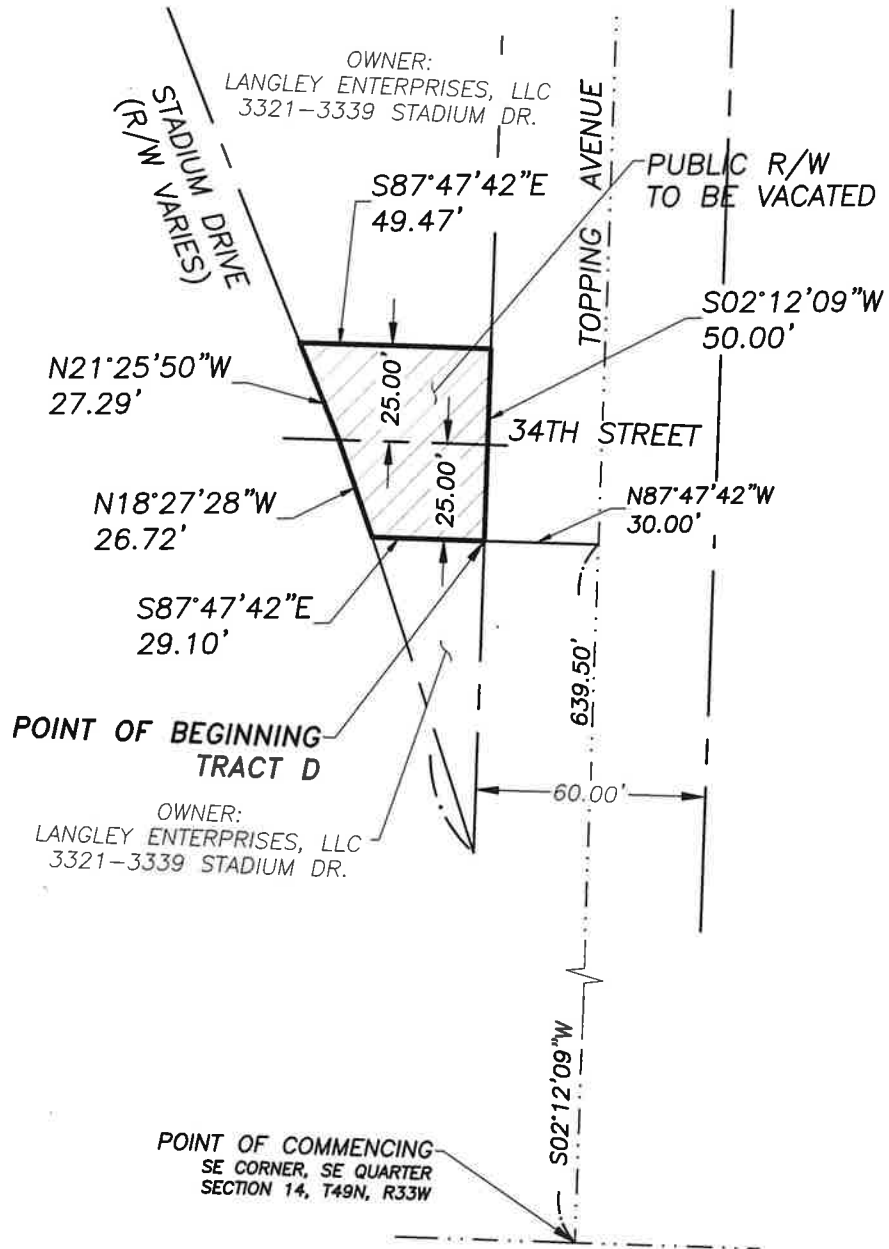 OWNER:
LANGLEY ENTERPRISES, LLC
3321-3339 STADIUM DR.
STADIUM DRIVE
(R/W VARIES)
TOPPING AVENUE
PUBLIC R/W
TO BE VACATED
S87°47'42"E
49.47'
S02°12'09"W
50.00'
N21°25'50"W
27.29'
25.00'
34TH STREET
25.00'
N87°47'42"W
30.00'
N18°27'28"W
26.72'
S87°47'42"E
29.10'
639.50'
POINT OF BEGINNING
TRACT D
60.00'
OWNER:
LANGLEY ENTERPRISES, LLC
3321-3339 STADIUM DR.
S02°12'09"W
POINT OF COMMENCING
SE CORNER, SE QUARTER
SECTION 14, T49N, R33W